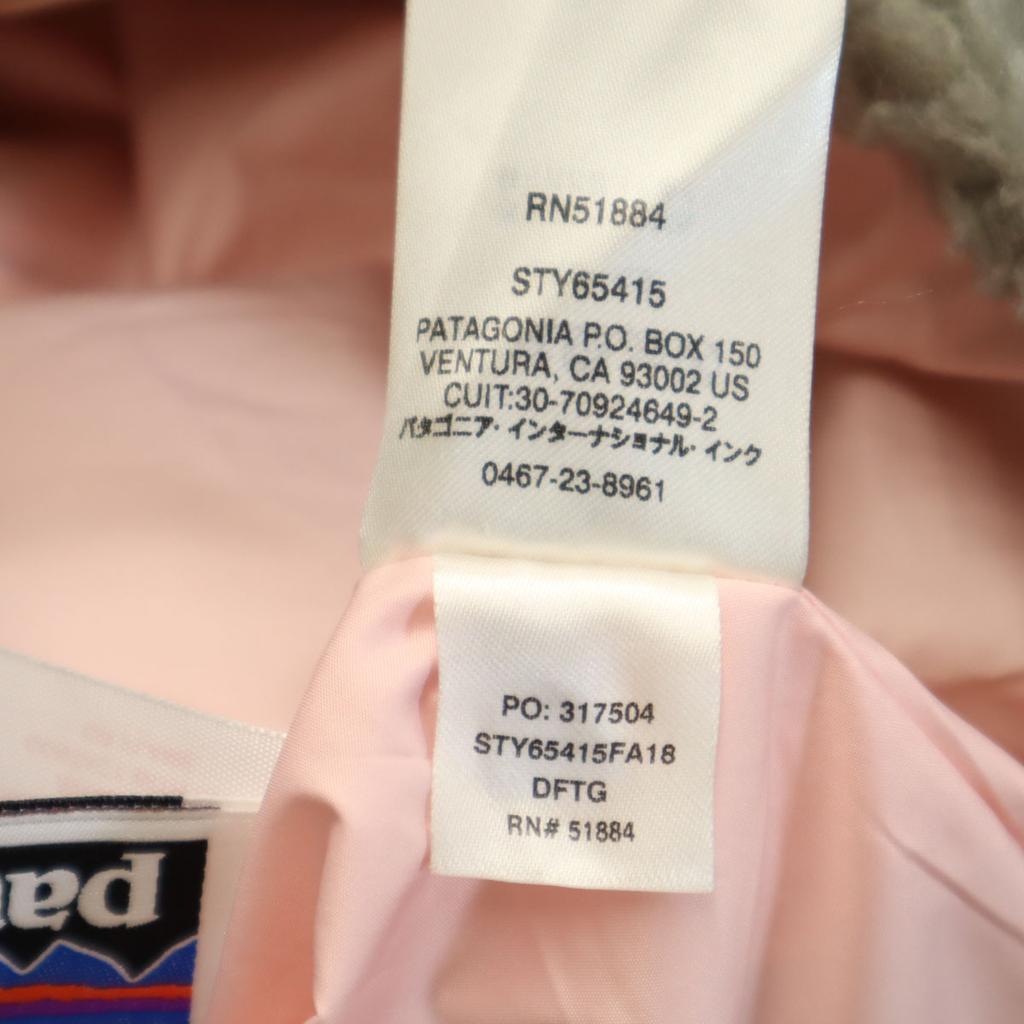 RN51884
STY65415
PATAGONIA P.O. BOX 150
VENTURA, CA 93002 US
CUIT:30-70924649-2
パタゴニア・インターナショナル・インク
0467-23-8961
PO: 317504
STY65415FA18
DFTG
RN# 51884
pa